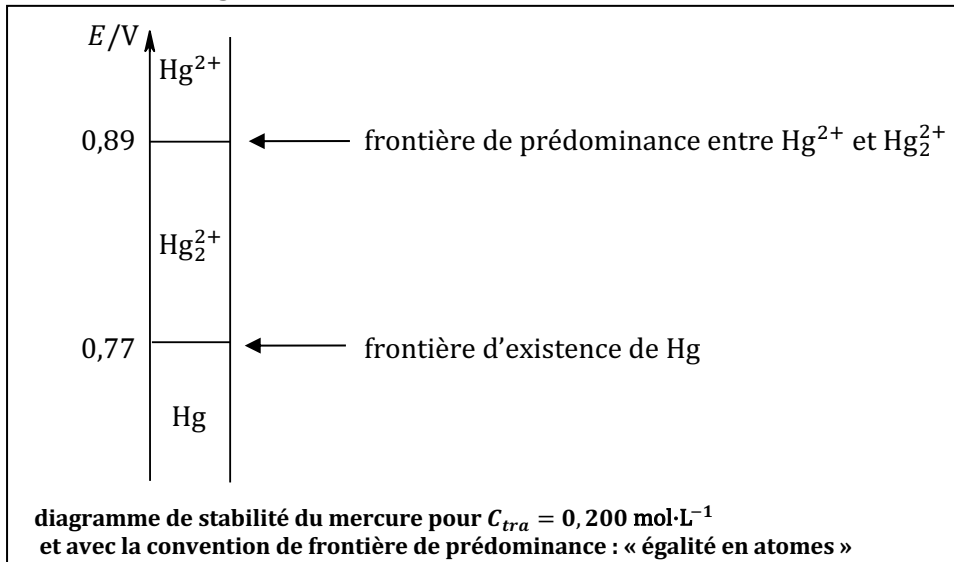 E/V
Hg²⁺
0,89
frontière de prédominance entre Hg²⁺ et Hg₂²⁺
Hg₂²⁺
0,77
frontière d'existence de Hg
Hg
diagramme de stabilité du mercure pour C_tra = 0, 200 mol·L⁻¹
et avec la convention de frontière de prédominance : « égalité en atomes »